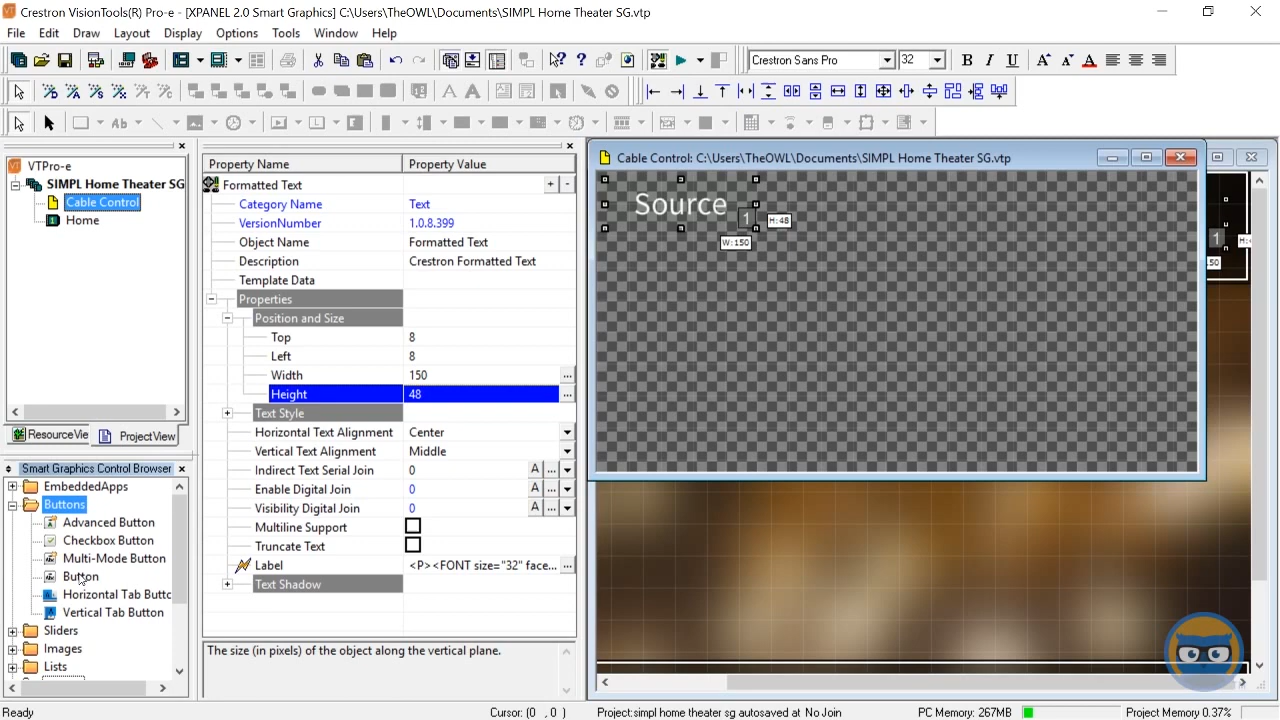 Crestron VisionTools(R) Pro-e - [XPANEL 2.0 Smart Graphics] C:\Users\TheOWL\Documents\SIMPL Home Theater SG.vtp
File Edit Draw Layout Display Options Tools Window Help
Crestron Sans Pro 32 B I U A A A
Ab
VTPro-e
SIMPL Home Theater SG
Cable Control
Home
ResourceVie ProjectView
Smart Graphics Control Browser
EmbeddedApps
Buttons
Advanced Button
Checkbox Button
Multi-Mode Button
Button
Horizontal Tab Buttc
Vertical Tab Button
Sliders
Images
Lists
Property Name Property Value
Formatted Text + -
Category Name Text
VersionNumber 1.0.8.399
Object Name Formatted Text
Description Crestron Formatted Text
Template Data
Properties
Position and Size
Top 8
Left 8
Width 150 ...
Height 48 ...
Text Style
Horizontal Text Alignment Center
Vertical Text Alignment Middle
Indirect Text Serial Join 0 A ...
Enable Digital Join 0 A ...
Visibility Digital Join 0 A ...
Multiline Support
Truncate Text
Label <P><FONT size="32" face... ...
Text Shadow
The size (in pixels) of the object along the vertical plane.
Cable Control: C:\Users\TheOWL\Documents\SIMPL Home Theater SG.vtp
Source
1
H:48
W:150
1
Ready Cursor: (0 , 0 ) Project:simpl home theater sg autosaved at No Join PC Memory: 267MB Project Memory 0.37%